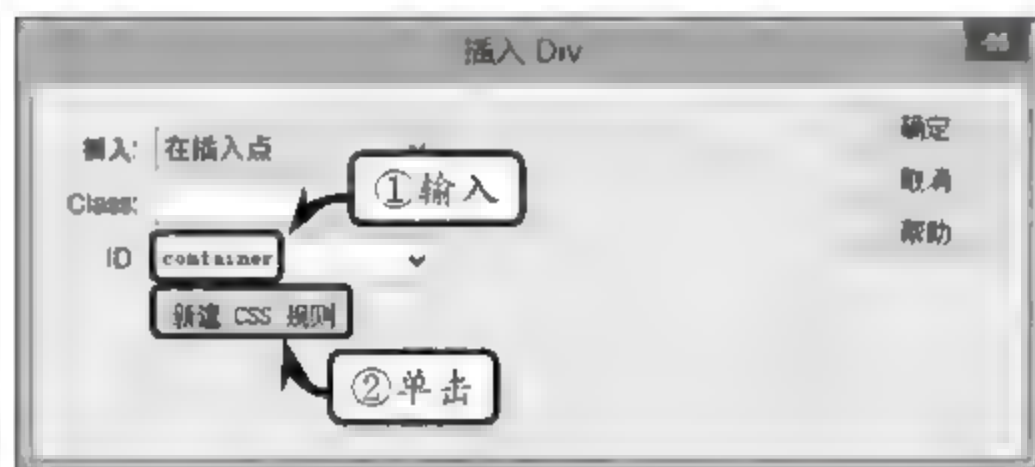 插入 Div
插入: 在插入点
确定
①输入
Class:
取消
ID container
帮助
新建 CSS 规则
②单击